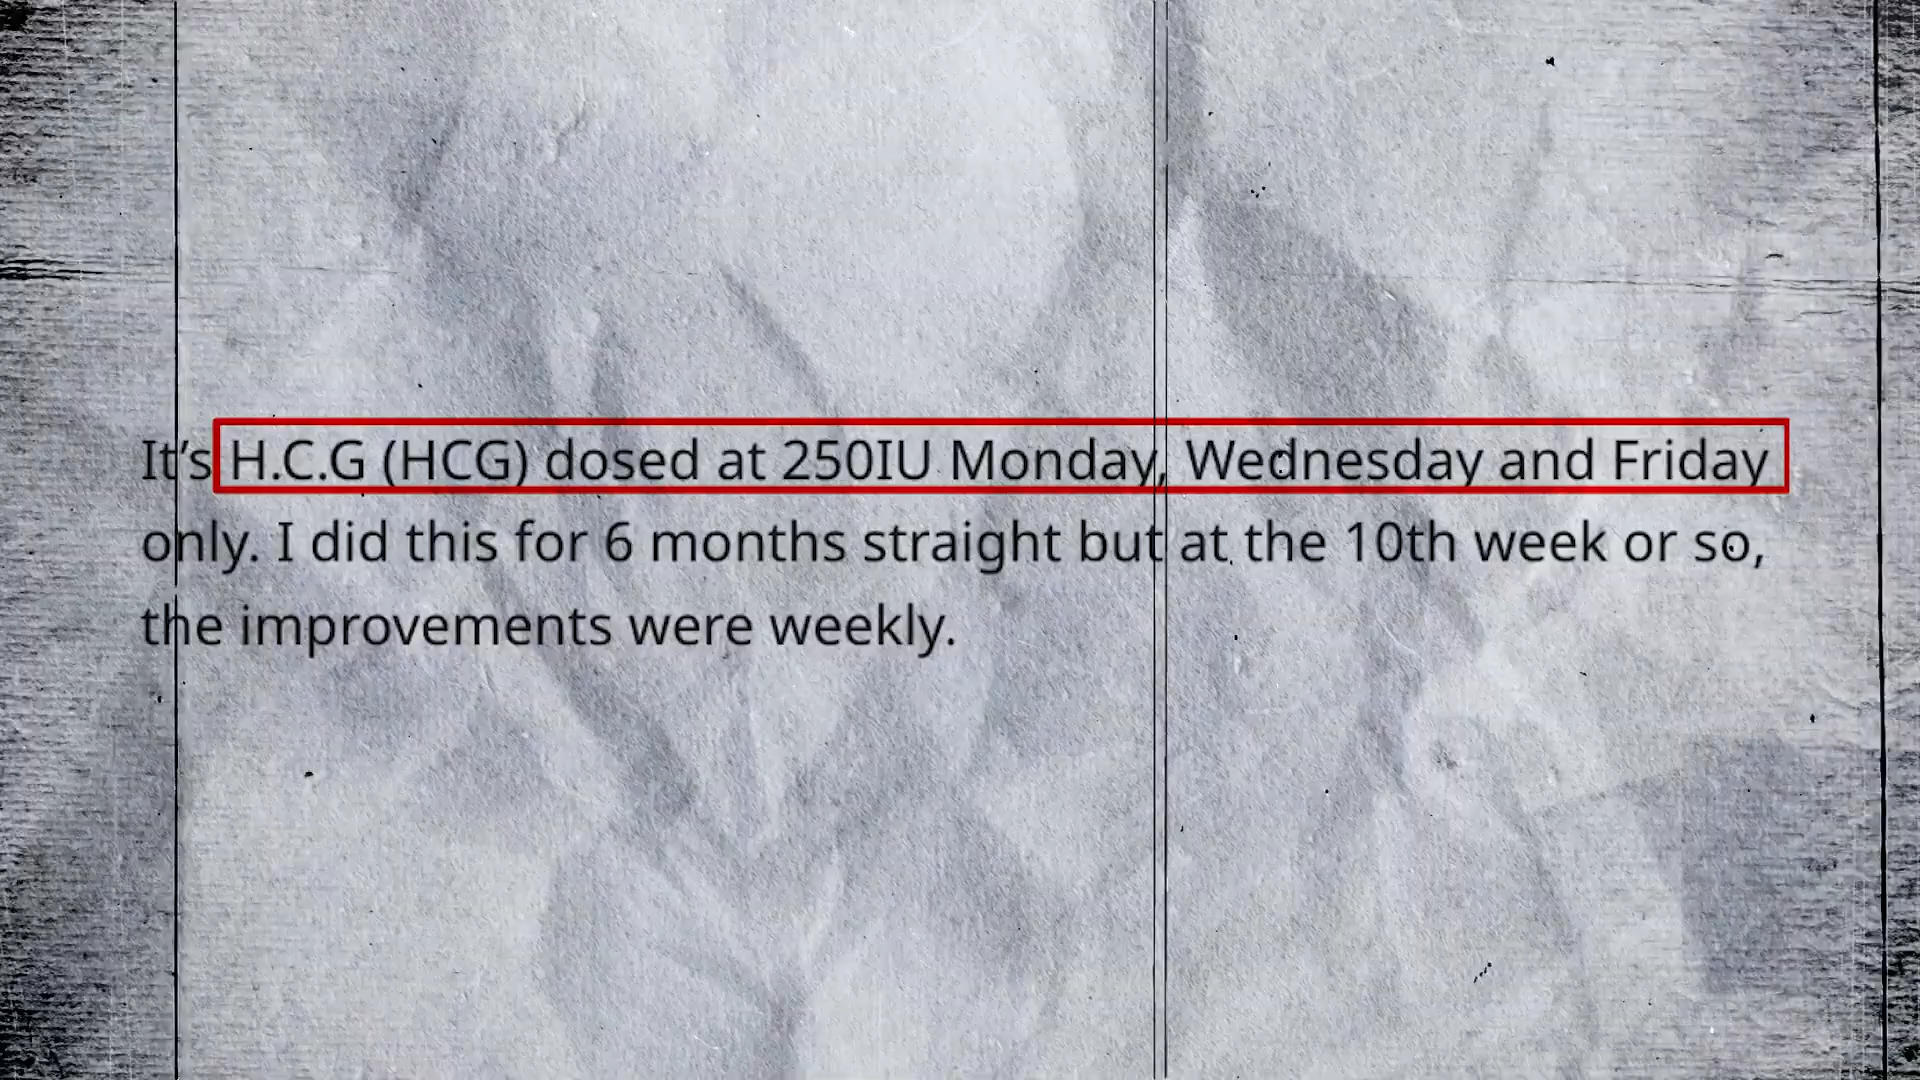 It’s H.C.G (HCG) dosed at 250IU Monday, Wednesday and Friday
only. I did this for 6 months straight but at the 10th week or so,
the improvements were weekly.